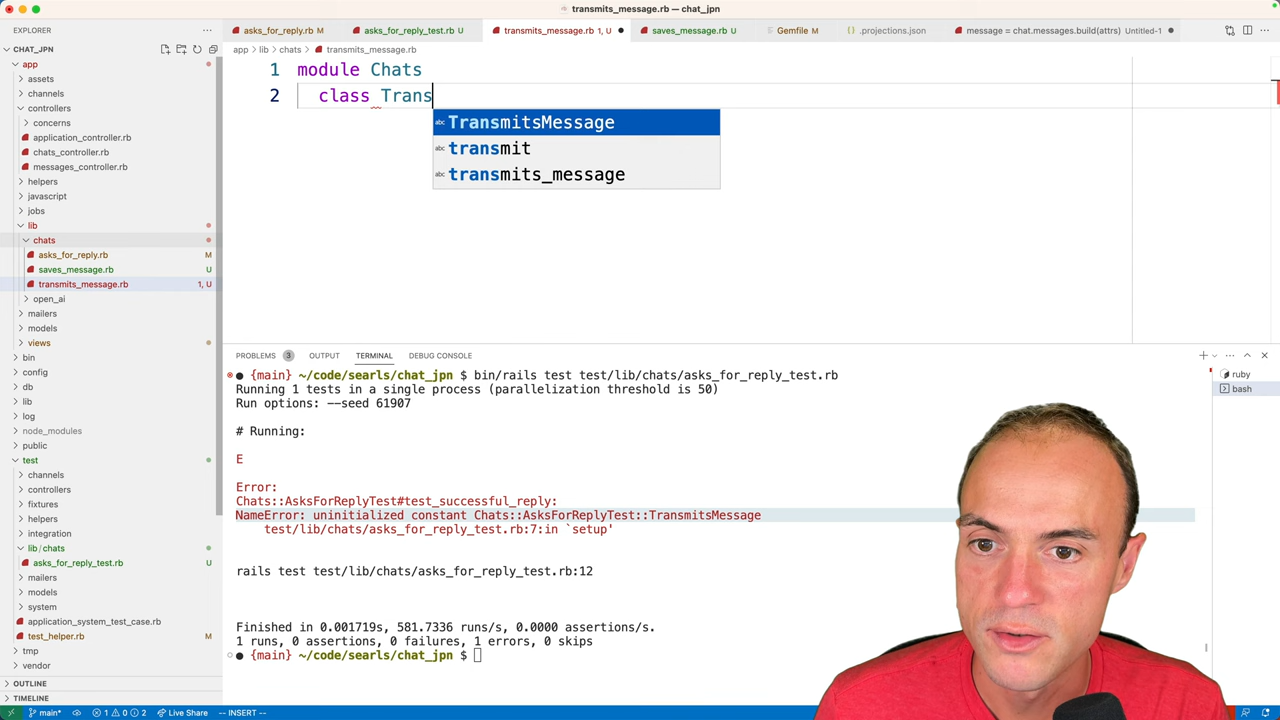 transmits_message.rb — chat_jpn
EXPLORER
asks_for_reply.rb M
asks_for_reply_test.rb U
transmits_message.rb 1, U
saves_message.rb U
Gemfile M
.projections.json
message = chat.messages.build(attrs) Untitled-1
CHAT_JPN
app
assets
channels
controllers
concerns
application_controller.rb
chats_controller.rb
messages_controller.rb
helpers
javascript
jobs
lib
chats
asks_for_reply.rb M
saves_message.rb U
transmits_message.rb 1, U
open_ai
mailers
models
views
bin
config
db
lib
log
node_modules
public
test
channels
controllers
fixtures
helpers
integration
lib/chats
asks_for_reply_test.rb U
mailers
models
system
application_system_test_case.rb
test_helper.rb M
tmp
vendor
OUTLINE
TIMELINE
app > lib > chats > transmits_message.rb
1 module Chats
2 class Trans
abc TransmitsMessage
abc transmit
abc transmits_message
PROBLEMS 3 OUTPUT TERMINAL DEBUG CONSOLE
{main} ~/code/searls/chat_jpn $ bin/rails test test/lib/chats/asks_for_reply_test.rb
Running 1 tests in a single process (parallelization threshold is 50)
Run options: --seed 61907
# Running:
E
Error:
Chats::AsksForReplyTest#test_successful_reply:
NameError: uninitialized constant Chats::AsksForReplyTest::TransmitsMessage
test/lib/chats/asks_for_reply_test.rb:7:in `setup'
rails test test/lib/chats/asks_for_reply_test.rb:12
Finished in 0.001719s, 581.7336 runs/s, 0.0000 assertions/s.
1 runs, 0 assertions, 0 failures, 1 errors, 0 skips
{main} ~/code/searls/chat_jpn $
ruby
bash
main* 1 0 2 Live Share -- INSERT --